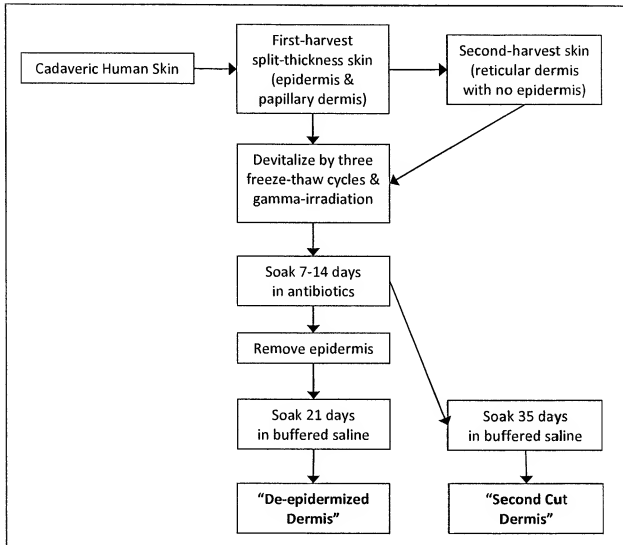 Cadaveric Human Skin
First-harvest
split-thickness skin
(epidermis &
papillary dermis)
Second-harvest skin
(reticular dermis
with no epidermis)
Devitalize by three
freeze-thaw cycles &
gamma-irradiation
Soak 7-14 days
in antibiotics
Remove epidermis
Soak 21 days
in buffered saline
Soak 35 days
in buffered saline
“De-epidermized
Dermis”
“Second Cut
Dermis”